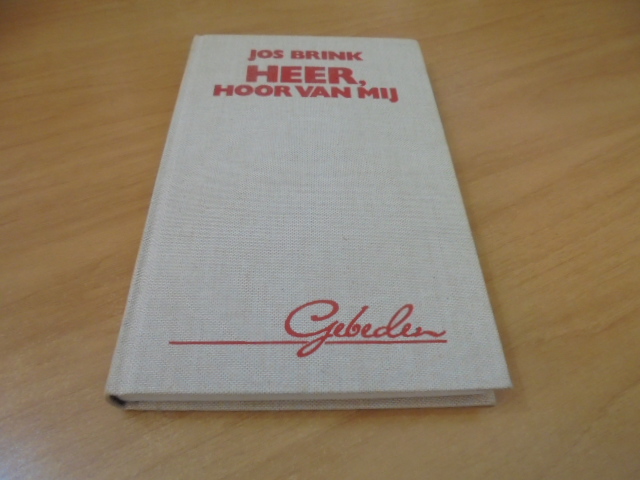 JOS BRINK
HEER,
HOOR VAN MIJ
Gebeden